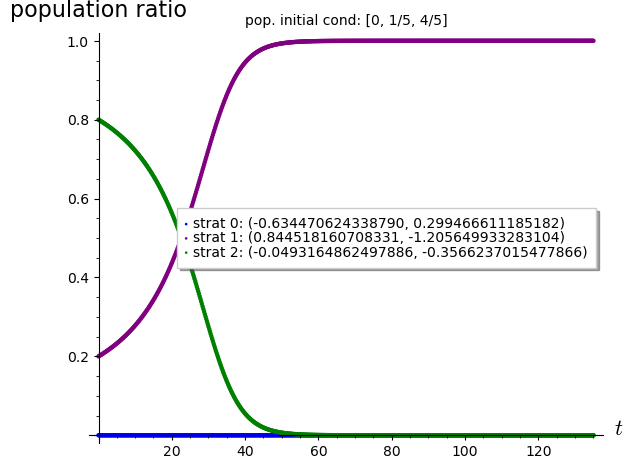 population ratio
pop. initial cond: [0, 1/5, 4/5]
1.0
0.8
0.6
strat 0: (-0.634470624338790, 0.299466611185182)
strat 1: (0.844518160708331, -1.205649933283104)
strat 2: (-0.0493164862497886, -0.3566237015477866)
0.4
0.2
t
20 40 60 80 100 120